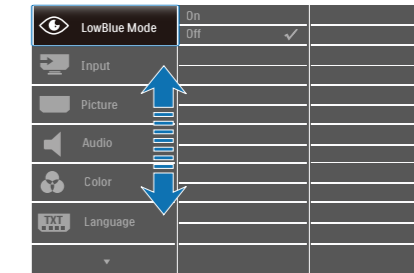 LowBlue Mode
On
Off
Input
Picture
Audio
Color
TXT
Language